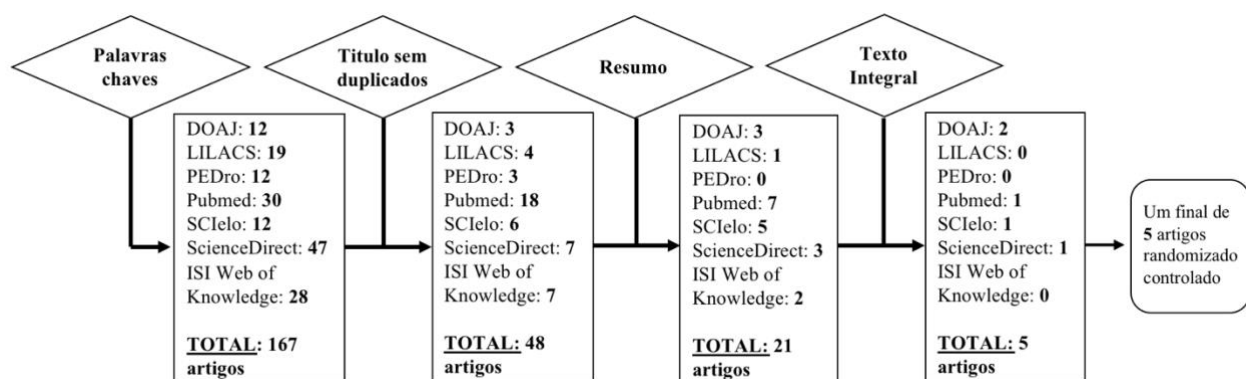 Palavras
chaves
Titulo sem
duplicados
Resumo
Texto
Integral
DOAJ: 12
LILACS: 19
PEDro: 12
Pubmed: 30
SCIelo: 12
ScienceDirect: 47
ISI Web of
Knowledge: 28
TOTAL: 167
artigos
DOAJ: 3
LILACS: 4
PEDro: 3
Pubmed: 18
SCIelo: 6
ScienceDirect: 7
ISI Web of
Knowledge: 7
TOTAL: 48
artigos
DOAJ: 3
LILACS: 1
PEDro: 0
Pubmed: 7
SCIelo: 5
ScienceDirect: 3
ISI Web of
Knowledge: 2
TOTAL: 21
artigos
DOAJ: 2
LILACS: 0
PEDro: 0
Pubmed: 1
SCIelo: 1
ScienceDirect: 1
ISI Web of
Knowledge: 0
TOTAL: 5
artigos
Um final de
5 artigos
randomizado
controlado